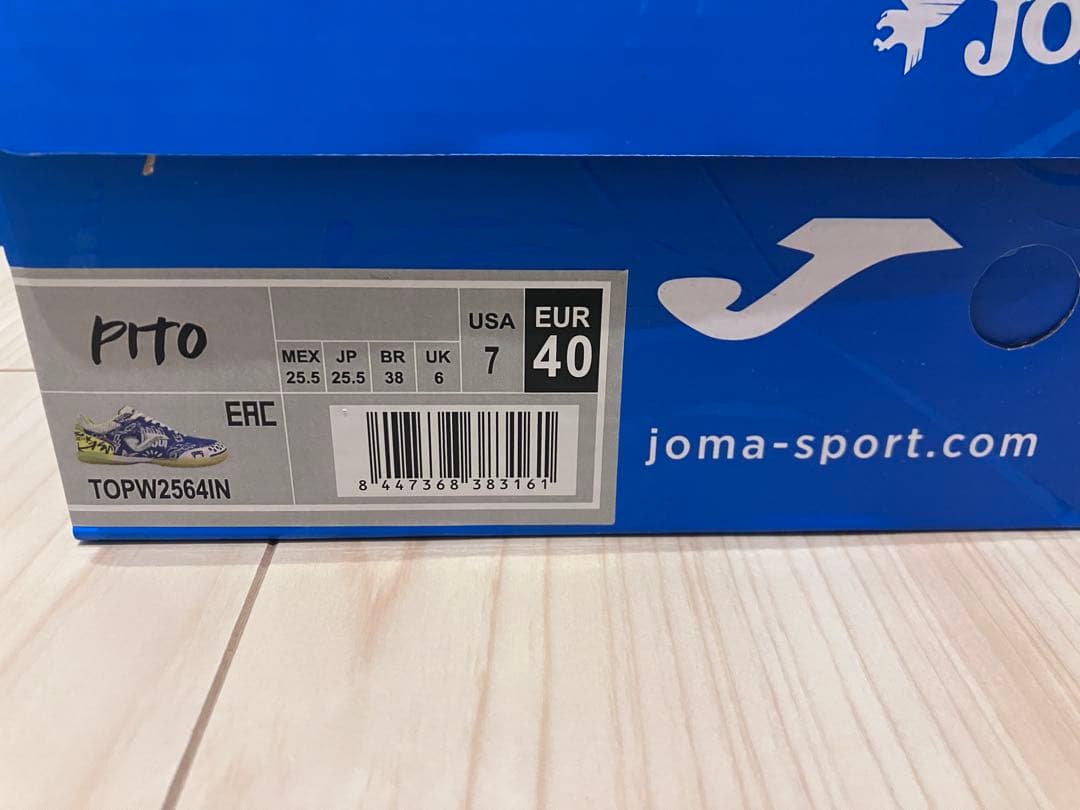 PITO
MEX
25.5
JP
25.5
BR
38
UK
6
USA
7
EUR
40
EAC
TOPW2564IN
8 447368 383161
joma-sport.com